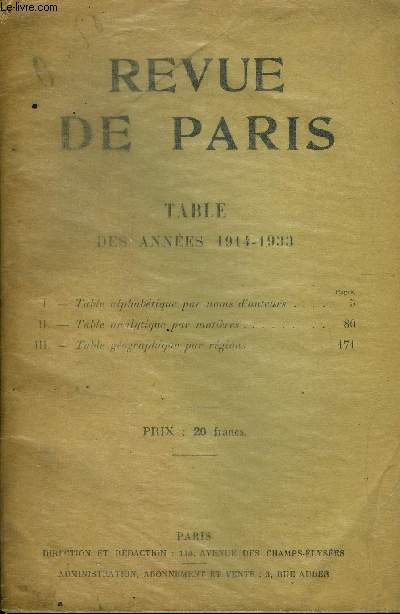 © Le-livre.com
REVUE
DE PARIS
TABLE
DES ANNÉES 1914-1933
PAGES
I. — Table alphabétique par noms d'auteurs . . . . 5
II. — Table analytique par matières . . . . . . . . 80
III. — Table géographique par régions 171
PRIX : 20 francs.
PARIS
DIRECTION ET RÉDACTION : 114, AVENUE DES CHAMPS-ÉLYSÉES
ADMINISTRATION, ABONNEMENT ET VENTE : 3, RUE AUBER